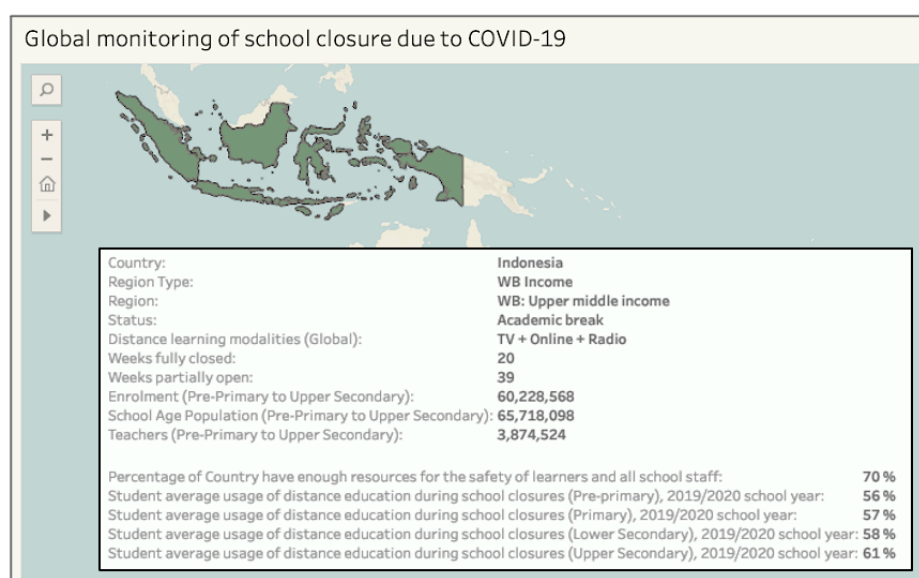 Global monitoring of school closure due to COVID-19
Country: Indonesia
Region Type: WB Income
Region: WB: Upper middle income
Status: Academic break
Distance learning modalities (Global): TV + Online + Radio
Weeks fully closed: 20
Weeks partially open: 39
Enrolment (Pre-Primary to Upper Secondary): 60,228,568
School Age Population (Pre-Primary to Upper Secondary): 65,718,098
Teachers (Pre-Primary to Upper Secondary): 3,874,524
Percentage of Country have enough resources for the safety of learners and all school staff: 70 %
Student average usage of distance education during school closures (Pre-primary), 2019/2020 school year: 56 %
Student average usage of distance education during school closures (Primary), 2019/2020 school year: 57 %
Student average usage of distance education during school closures (Lower Secondary), 2019/2020 school year: 58 %
Student average usage of distance education during school closures (Upper Secondary), 2019/2020 school year: 61 %